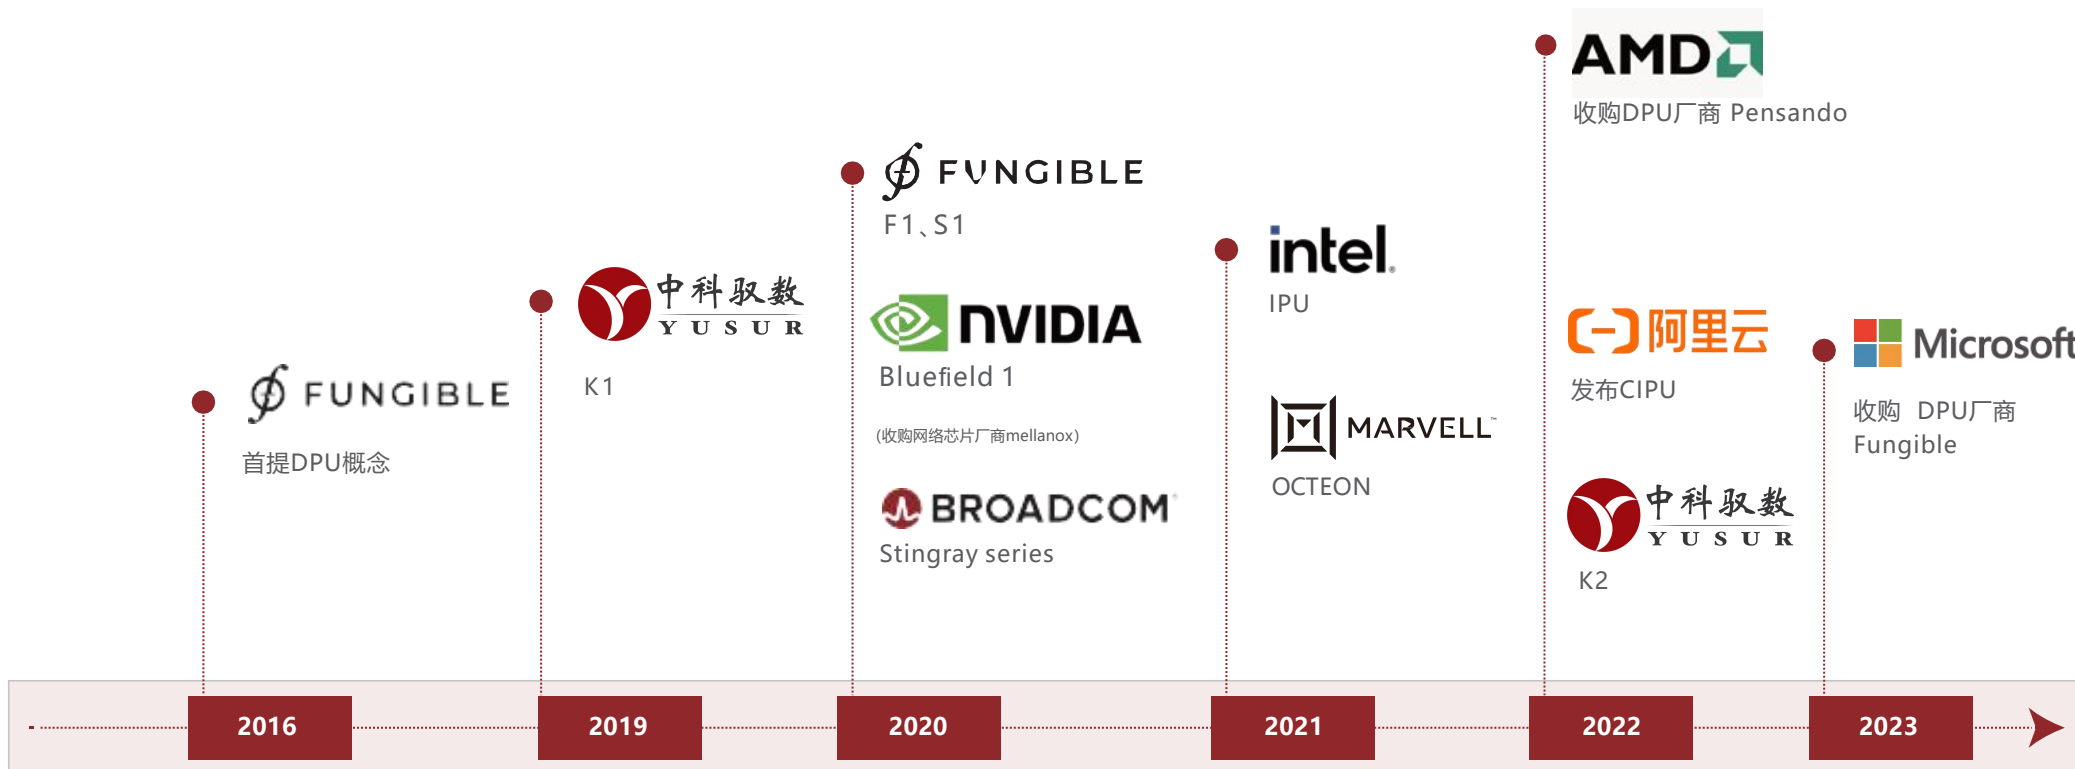 FUNGIBLE
首提DPU概念
中科驭数
YUSUR
K1
FUNGIBLE
F1、S1
NVIDIA
Bluefield 1
(收购网络芯片厂商mellanox)
BROADCOM
Stingray series
intel.
IPU
MARVELL™
OCTEON
AMD
收购DPU厂商 Pensando
阿里云
发布CIPU
中科驭数
YUSUR
K2
Microsoft
收购 DPU厂商
Fungible
2016
2019
2020
2021
2022
2023